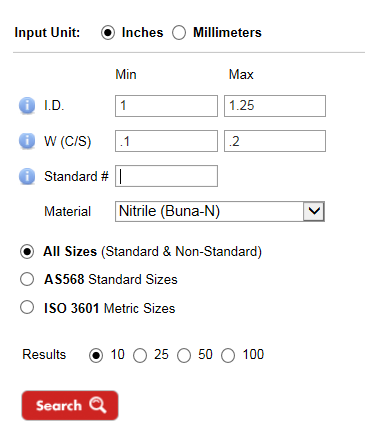 Input Unit: Inches Millimeters
Min Max
i I.D. 1 1.25
i W (C/S) .1 .2
i Standard #
Material Nitrile (Buna-N)
All Sizes (Standard & Non-Standard)
AS568 Standard Sizes
ISO 3601 Metric Sizes
Results 10 25 50 100
Search